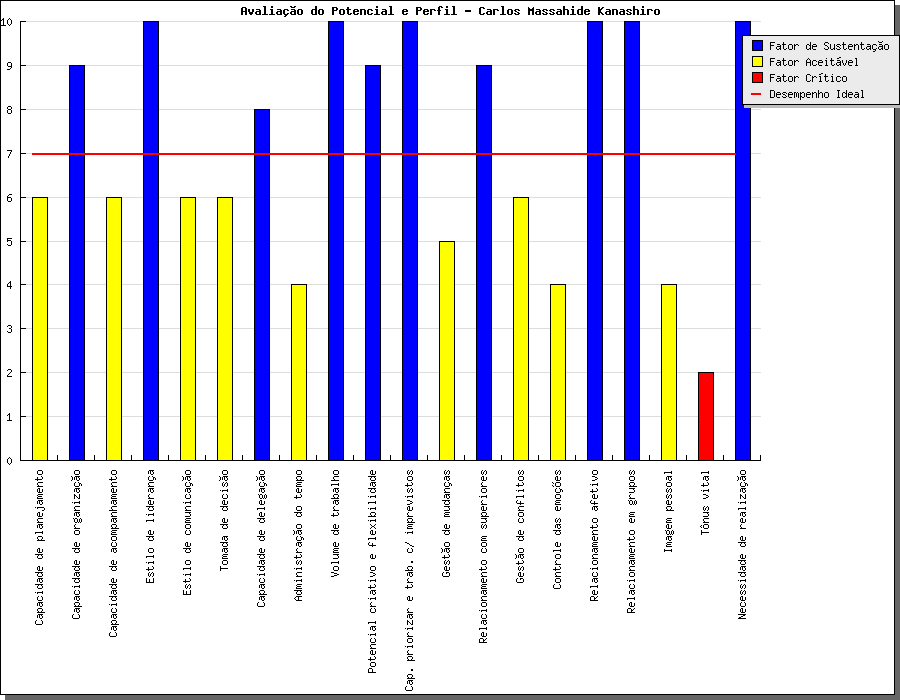 Avaliação do Potencial e Perfil - Carlos Massahide Kanashiro
Fator de Sustentação
Fator Aceitável
Fator Crítico
Desempenho Ideal
10
9
8
7
6
5
4
3
2
1
0
Capacidade de planejamento
Capacidade de organização
Capacidade de acompanhamento
Estilo de liderança
Estilo de comunicação
Tomada de decisão
Capacidade de delegação
Administração do tempo
Volume de trabalho
Potencial criativo e flexibilidade
Cap. priorizar e trab. c/ imprevistos
Gestão de mudanças
Relacionamento com superiores
Gestão de conflitos
Controle das emoções
Relacionamento afetivo
Relacionamento em grupos
Imagem pessoal
Tônus vital
Necessidade de realização